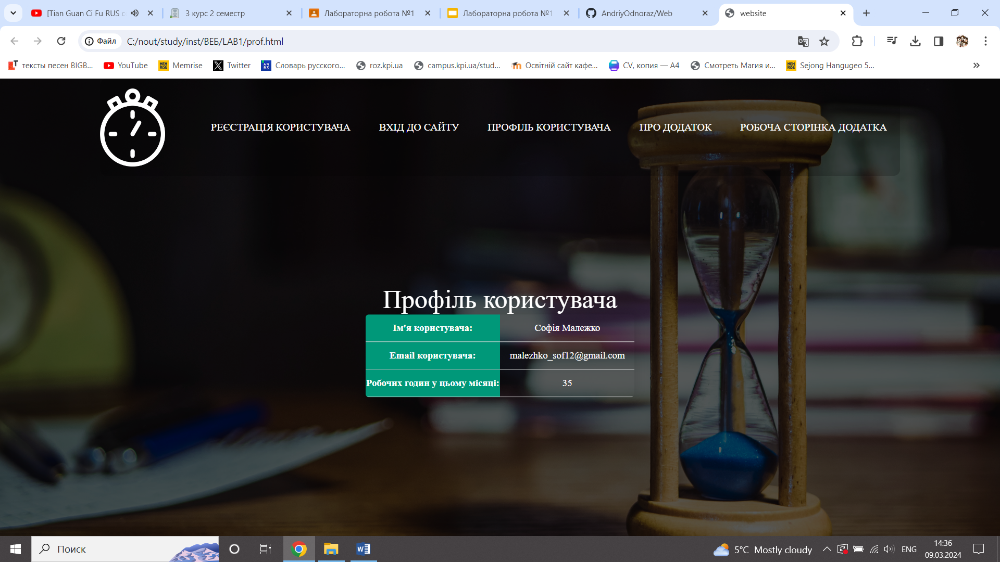 [Tian Guan Ci Fu RUS c
3 курс 2 семестр
Лабораторна робота №1
Лабораторна робота №1
AndriyOdnoraz/Web
website
Файл
C:/nout/study/inst/ВЕБ/LAB1/prof.html
тексты песен BIGB...
YouTube
Memrise
Twitter
Словарь русского...
roz.kpi.ua
campus.kpi.ua/stud...
Освітній сайт кафе...
CV, копия — A4
Смотреть Магия и...
Sejong Hangugeo 5...
РЕЄСТРАЦІЯ КОРИСТУВАЧА
ВХІД ДО САЙТУ
ПРОФІЛЬ КОРИСТУВАЧА
ПРО ДОДАТОК
РОБОЧА СТОРІНКА ДОДАТКА
Профіль користувача
Ім'я користувача: Софія Малежко
Email користувача: malezhko_sof12@gmail.com
Робочих годин у цьому місяці: 35
Поиск
5°C Mostly cloudy
ENG
14:36
09.03.2024